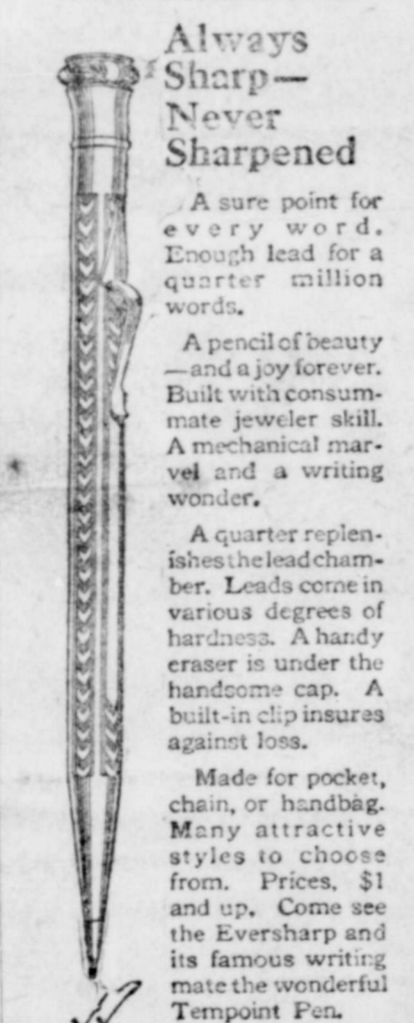 Always
Sharp—
Never
Sharpened
A sure point for
every word.
Enough lead for a
quarter million
words.
A pencil of beauty
—and a joy forever.
Built with consum-
mate jeweler skill.
A mechanical mar-
vel and a writing
wonder.
A quarter replen-
ishes the lead cham-
ber. Leads come in
various degrees of
hardness. A handy
eraser is under the
handsome cap. A
built-in clip insures
against loss.
Made for pocket,
chain, or handbag.
Many attractive
styles to choose
from. Prices, $1
and up. Come see
the Eversharp and
its famous writing
mate the wonderful
Tempoint Pen.